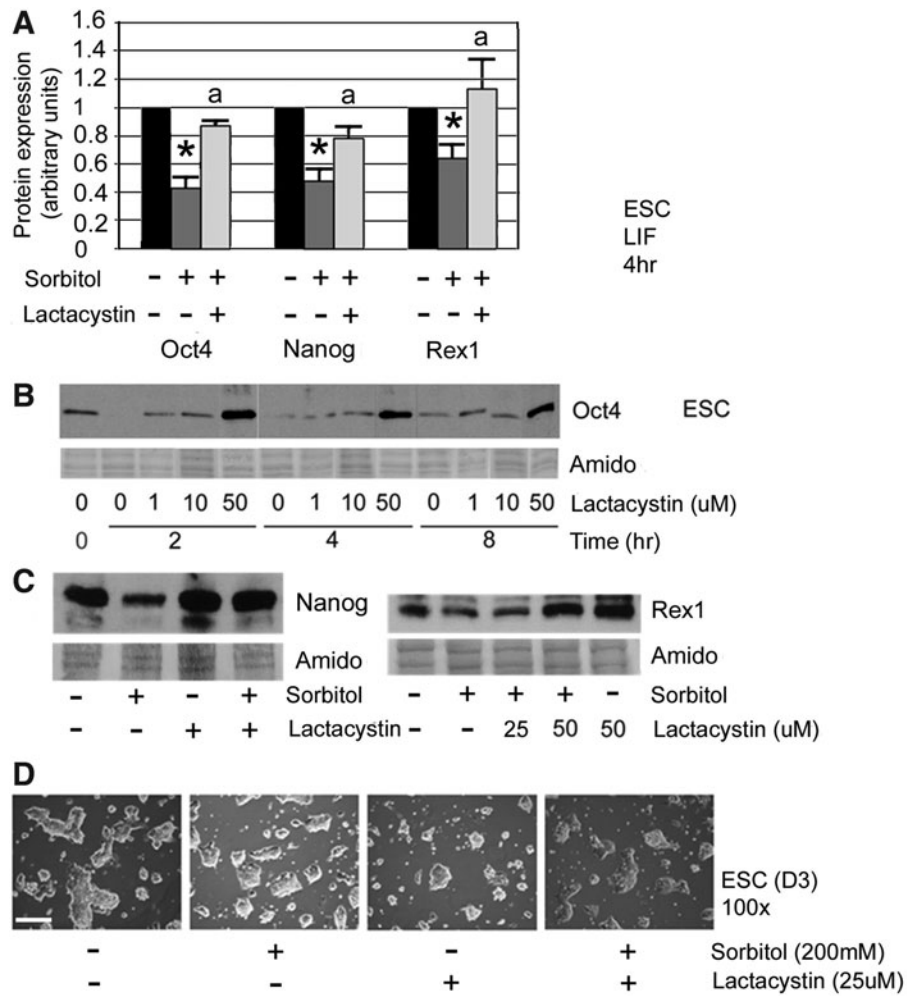 A
Protein expression
(arbitrary units)
1.6
1.4
1.2
1
0.8
0.6
0.4
0.2
0
a a a
* * *
Sorbitol - + + - + + - + +
Lactacystin - - + - - + - - +
Oct4 Nanog Rex1
ESC
LIF
4hr
B
Oct4 ESC
Amido
0 0 1 10 50 0 1 10 50 0 1 10 50 Lactacystin (uM)
0 2 4 8 Time (hr)
C
Nanog
Amido
- + - + Sorbitol
- - + + Lactacystin
Rex1
Amido
- + + + - Sorbitol
- - 25 50 50 Lactacystin (uM)
D
ESC (D3)
100x
- + - + Sorbitol (200mM)
- - + + Lactacystin (25uM)